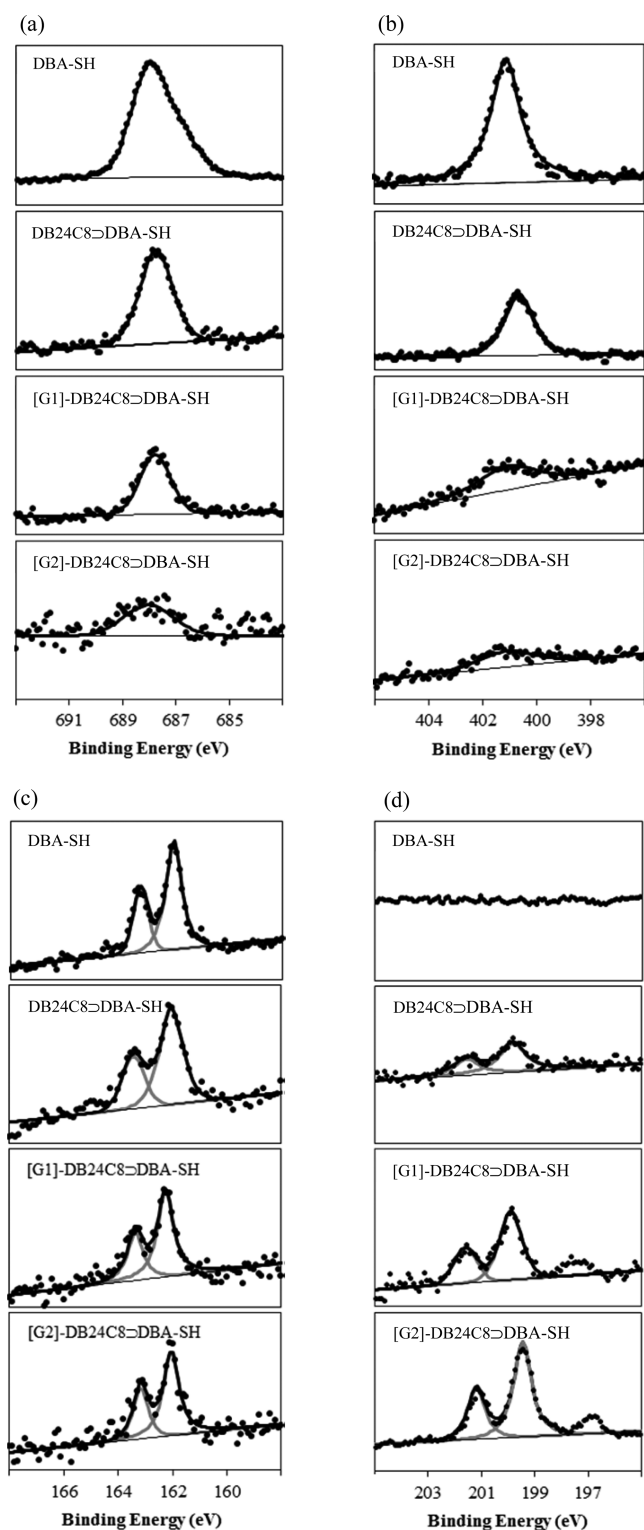 (a)
DBA-SH
DB24C8⊃DBA-SH
[G1]-DB24C8⊃DBA-SH
[G2]-DB24C8⊃DBA-SH
691 689 687 685
Binding Energy (eV)
(b)
DBA-SH
DB24C8⊃DBA-SH
[G1]-DB24C8⊃DBA-SH
[G2]-DB24C8⊃DBA-SH
404 402 400 398
Binding Energy (eV)
(c)
DBA-SH
DB24C8⊃DBA-SH
[G1]-DB24C8⊃DBA-SH
[G2]-DB24C8⊃DBA-SH
166 164 162 160
Binding Energy (eV)
(d)
DBA-SH
DB24C8⊃DBA-SH
[G1]-DB24C8⊃DBA-SH
[G2]-DB24C8⊃DBA-SH
203 201 199 197
Binding Energy (eV)